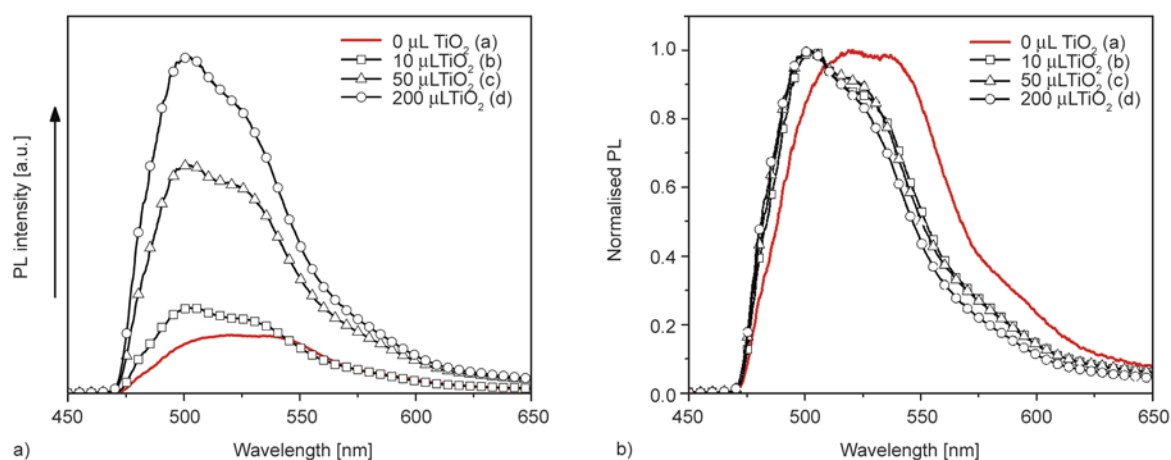 PL intensity [a.u.]
0 μL TiO₂ (a)
10 μLTiO₂ (b)
50 μLTiO₂ (c)
200 μLTiO₂ (d)
450 500 550 600 650
a) Wavelength [nm]
Normalised PL
1.0
0.8
0.6
0.4
0.2
0.0
0 μL TiO₂ (a)
10 μLTiO₂ (b)
50 μLTiO₂ (c)
200 μLTiO₂ (d)
450 500 550 600 650
b) Wavelength [nm]